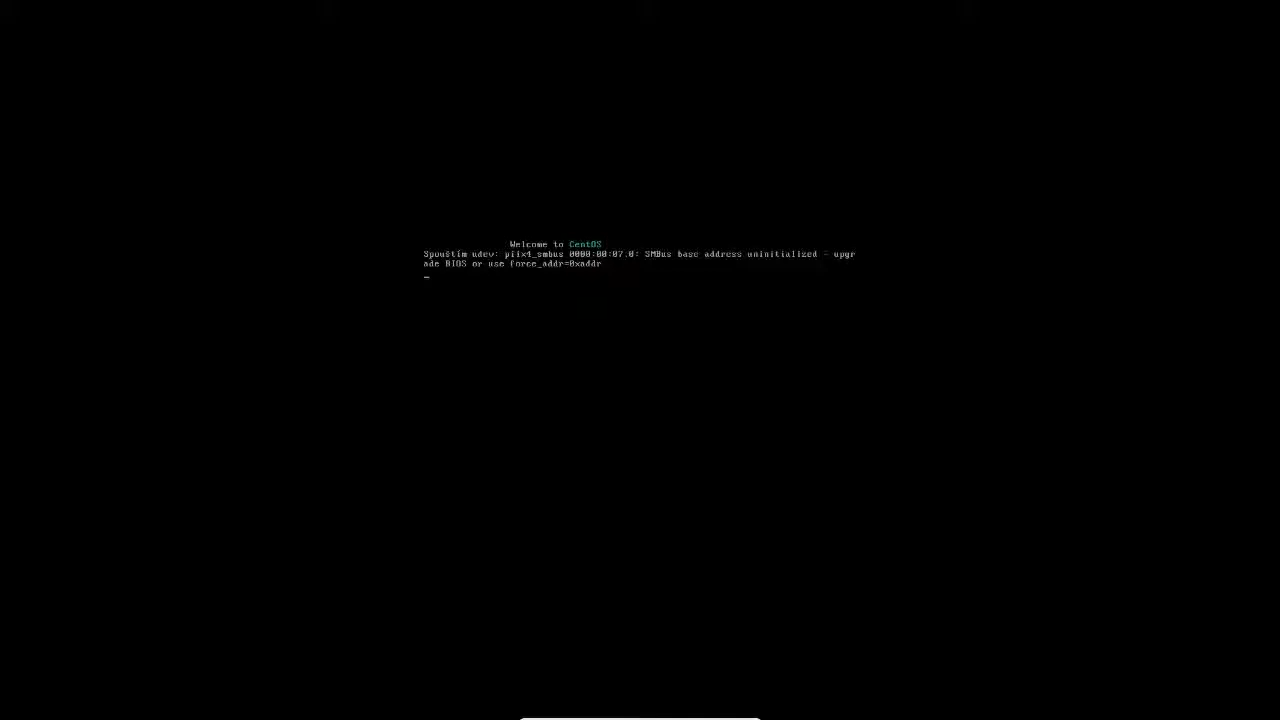 Welcome to CentOS
Spouštím udev: piix4_smbus 0000:00:07.0: SMBus base address uninitialized - upgr
ade BIOS or use force_addr=0xaddr
_